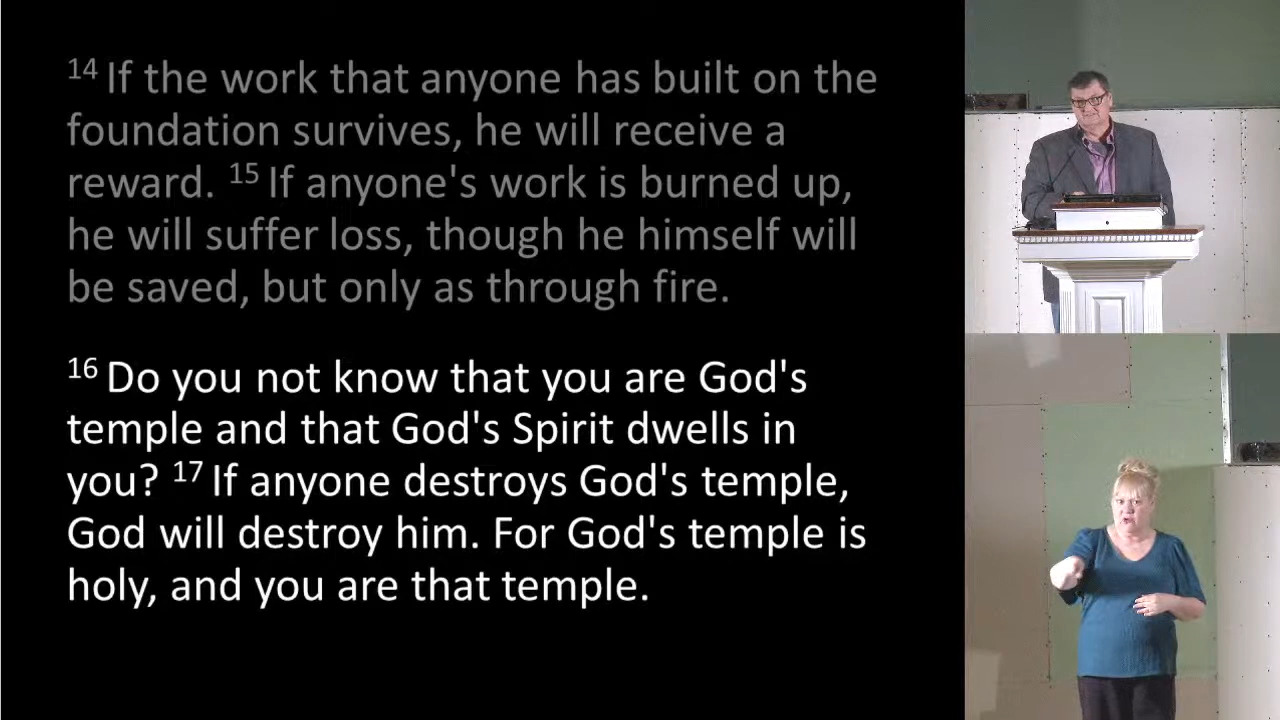 14 If the work that anyone has built on the
foundation survives, he will receive a
reward. 15 If anyone's work is burned up,
he will suffer loss, though he himself will
be saved, but only as through fire.
16 Do you not know that you are God's
temple and that God's Spirit dwells in
you? 17 If anyone destroys God's temple,
God will destroy him. For God's temple is
holy, and you are that temple.